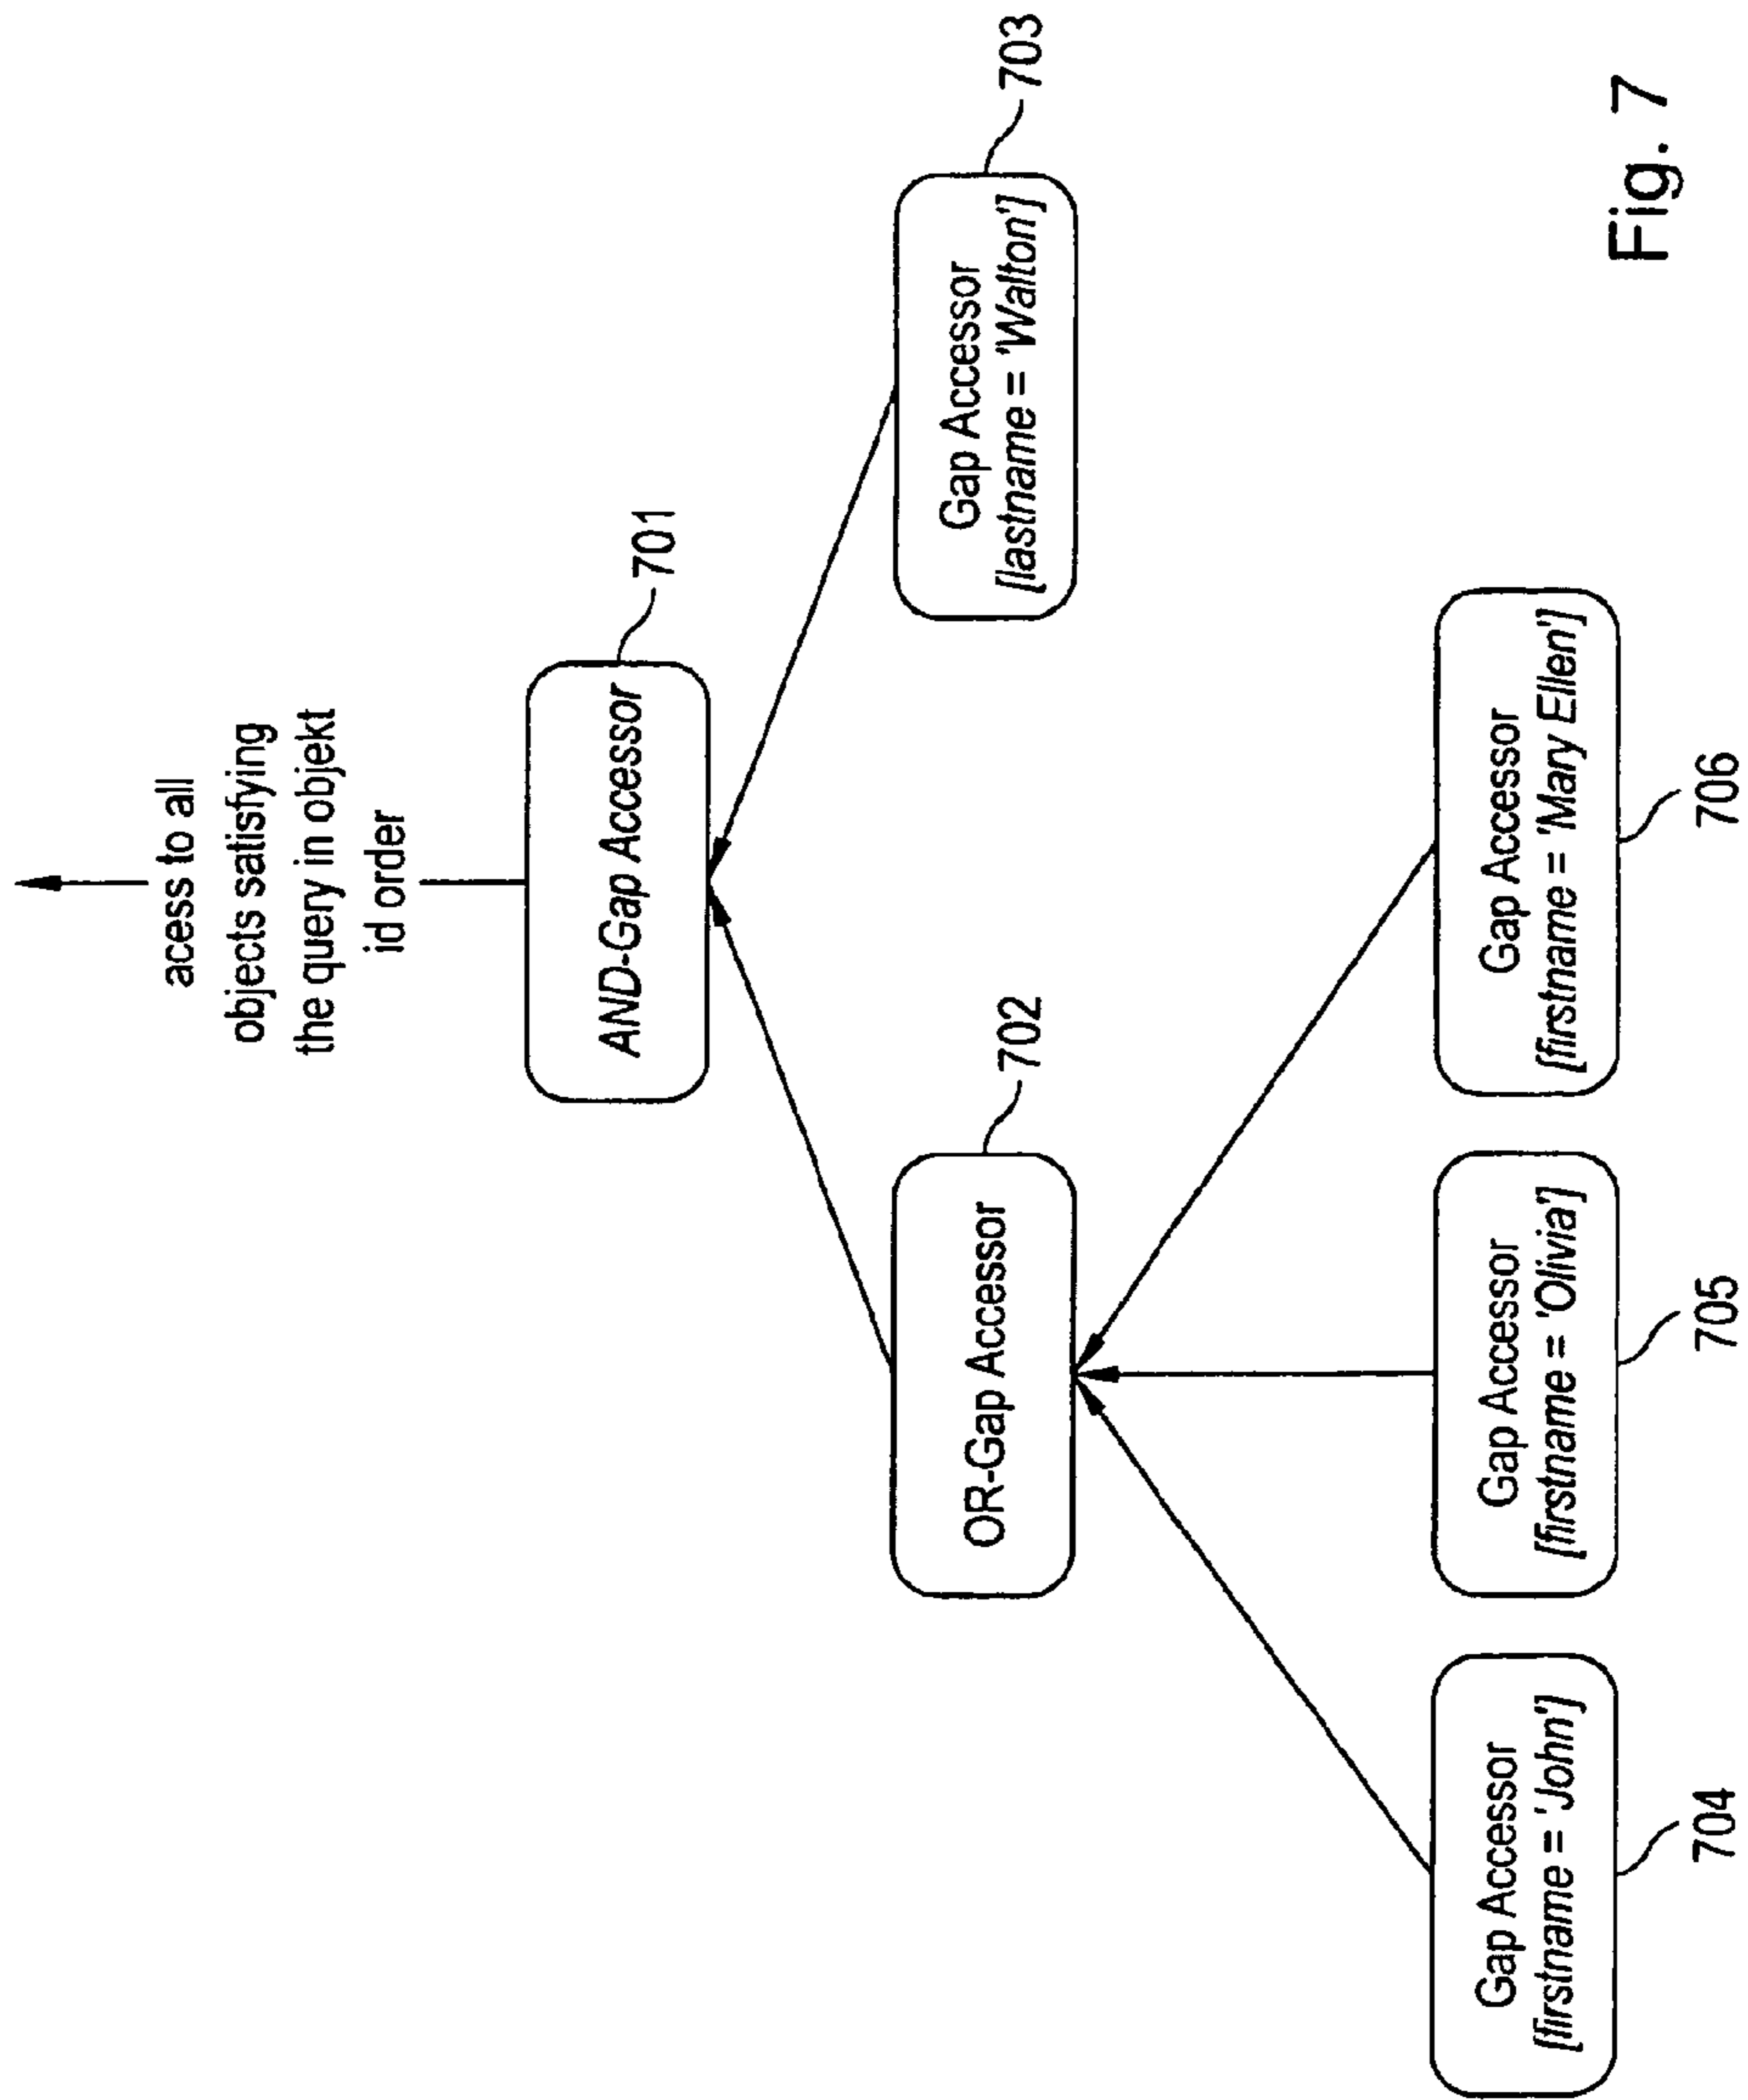 acess to all
objects satisfying
the query in objekt
id order
AND-Gap Accessor
701
OR-Gap Accessor
702
Gap Accessor
[lastname = 'Walton']
703
Gap Accessor
[firstname = 'John']
704
Gap Accessor
[firstname = 'Olivia']
705
Gap Accessor
[firstname = 'Mary Ellen']
706
Fig. 7